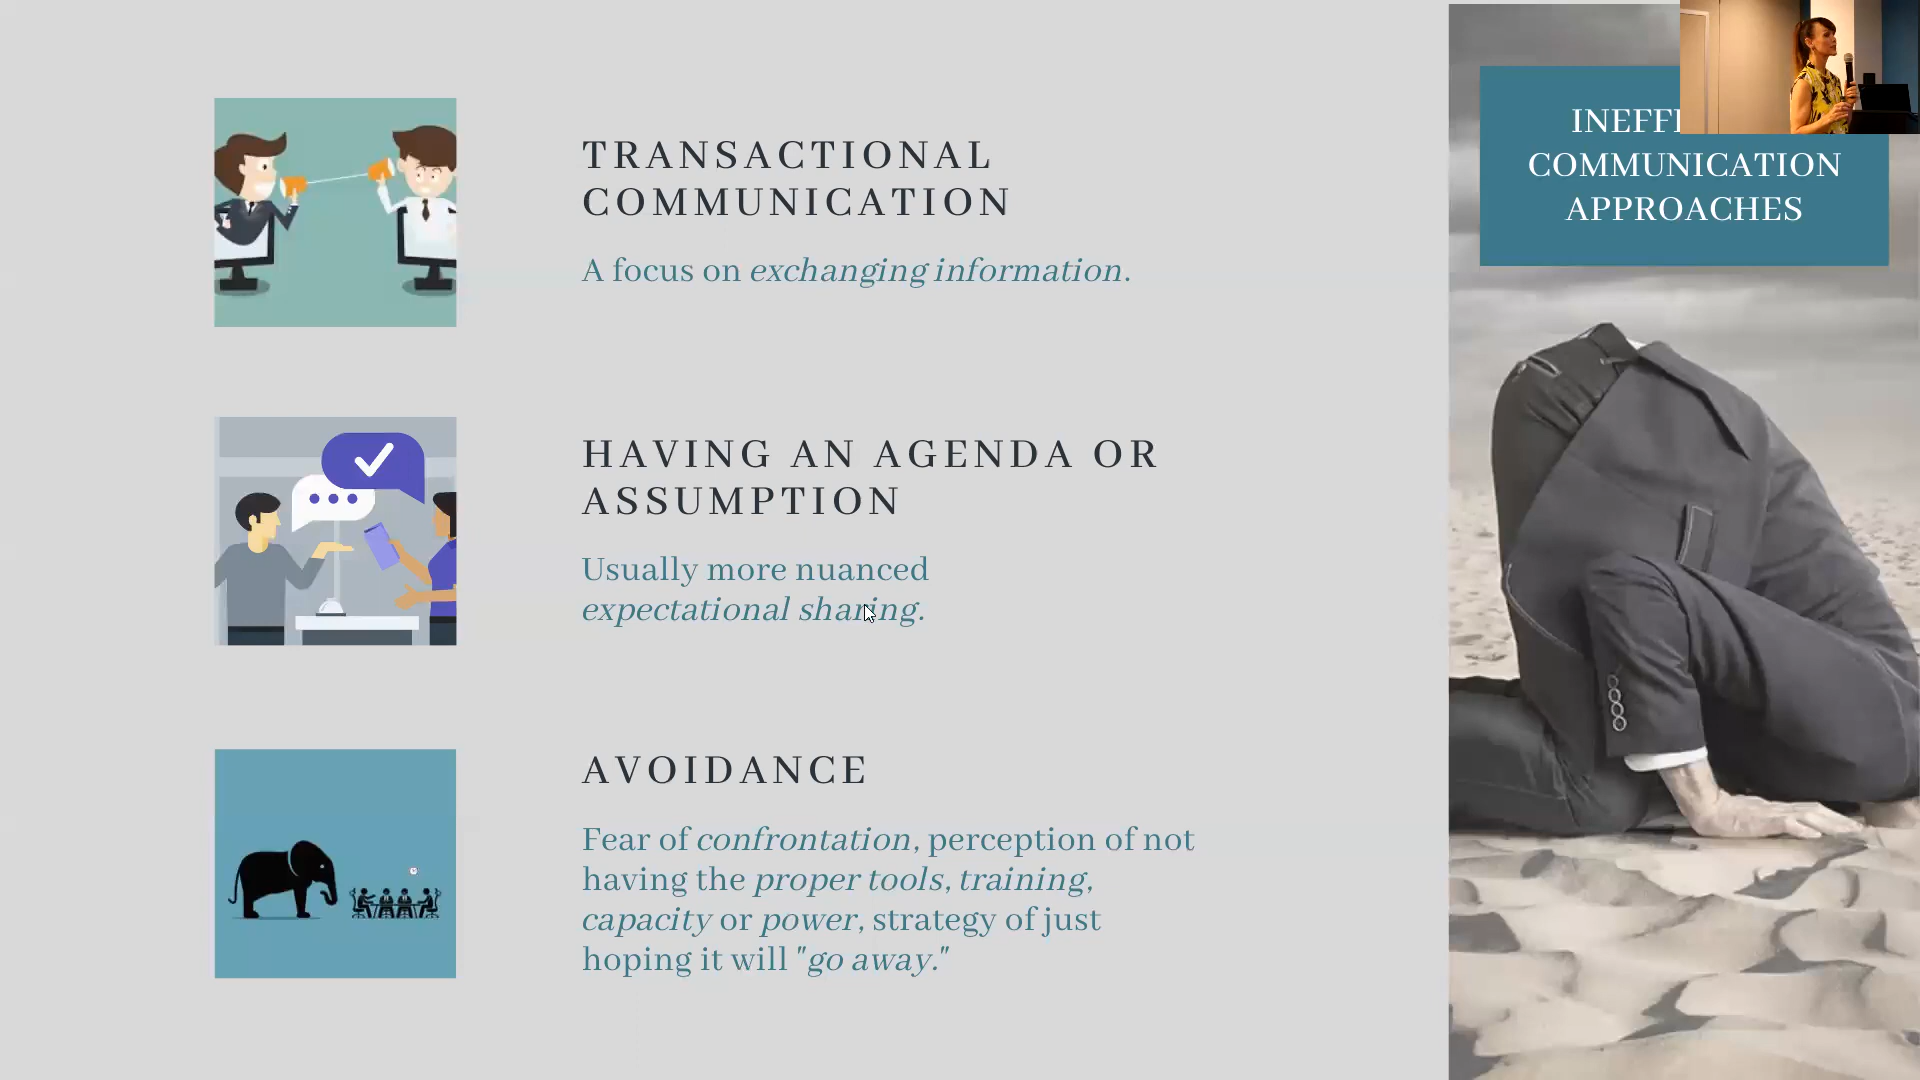 TRANSACTIONAL
COMMUNICATION
A focus on exchanging information.
HAVING AN AGENDA OR
ASSUMPTION
Usually more nuanced
expectational sharing.
AVOIDANCE
Fear of confrontation, perception of not
having the proper tools, training,
capacity or power, strategy of just
hoping it will "go away."
COMMUNICATION
APPROACHES